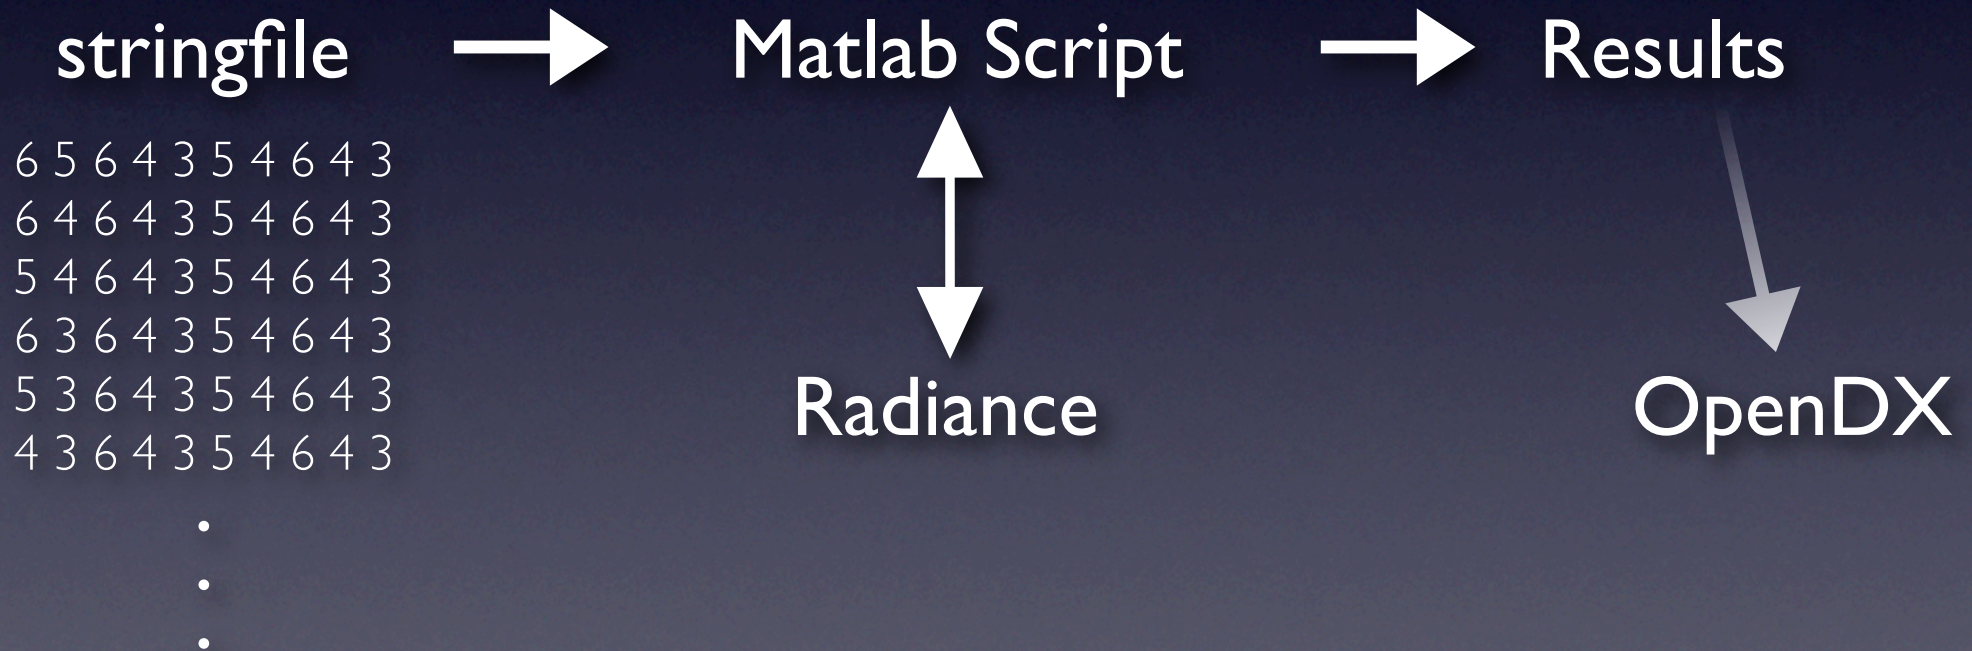 stringfile Matlab Script Results
6 5 6 4 3 5 4 6 4 3
6 4 6 4 3 5 4 6 4 3
5 4 6 4 3 5 4 6 4 3
6 3 6 4 3 5 4 6 4 3
5 3 6 4 3 5 4 6 4 3
4 3 6 4 3 5 4 6 4 3
.
.
.
Radiance
OpenDX